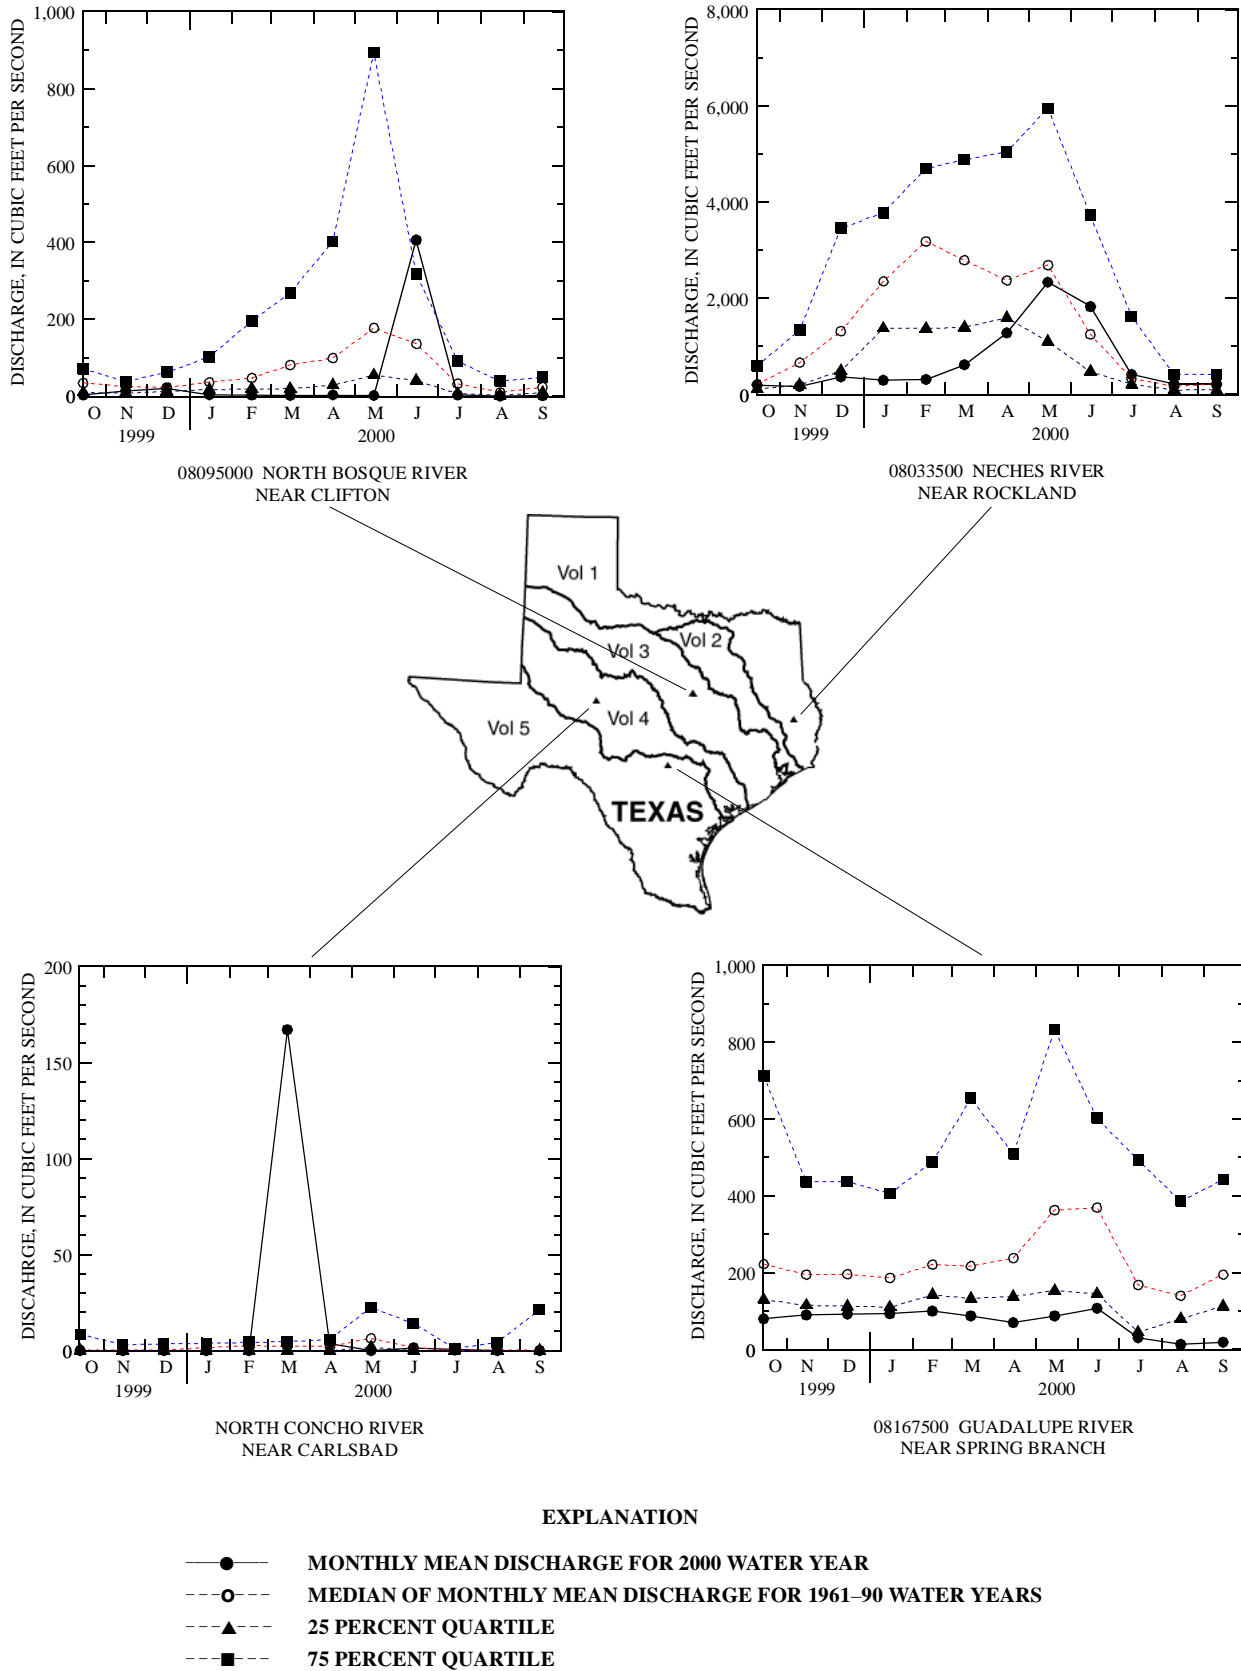 DISCHARGE, IN CUBIC FEET PER SECOND
1,000
800
600
400
200
0
O N D J F M A M J J A S
1999 2000
08095000 NORTH BOSQUE RIVER
NEAR CLIFTON
DISCHARGE, IN CUBIC FEET PER SECOND
8,000
6,000
4,000
2,000
0
O N D J F M A M J J A S
1999 2000
08033500 NECHES RIVER
NEAR ROCKLAND
Vol 1
Vol 2
Vol 3
Vol 4
Vol 5
TEXAS
DISCAHRGE, IN CUBIC FEET PER SECOND
200
150
100
50
0
O N D J F M A M J J A S
1999 2000
NORTH CONCHO RIVER
NEAR CARLSBAD
DISCHARGE, IN CUBIC FEET PER SECOND
1,000
800
600
400
200
0
O N D J F M A M J J A S
1999 2000
08167500 GUADALUPE RIVER
NEAR SPRING BRANCH
EXPLANATION
MONTHLY MEAN DISCHARGE FOR 2000 WATER YEAR
MEDIAN OF MONTHLY MEAN DISCHARGE FOR 1961–90 WATER YEARS
25 PERCENT QUARTILE
75 PERCENT QUARTILE